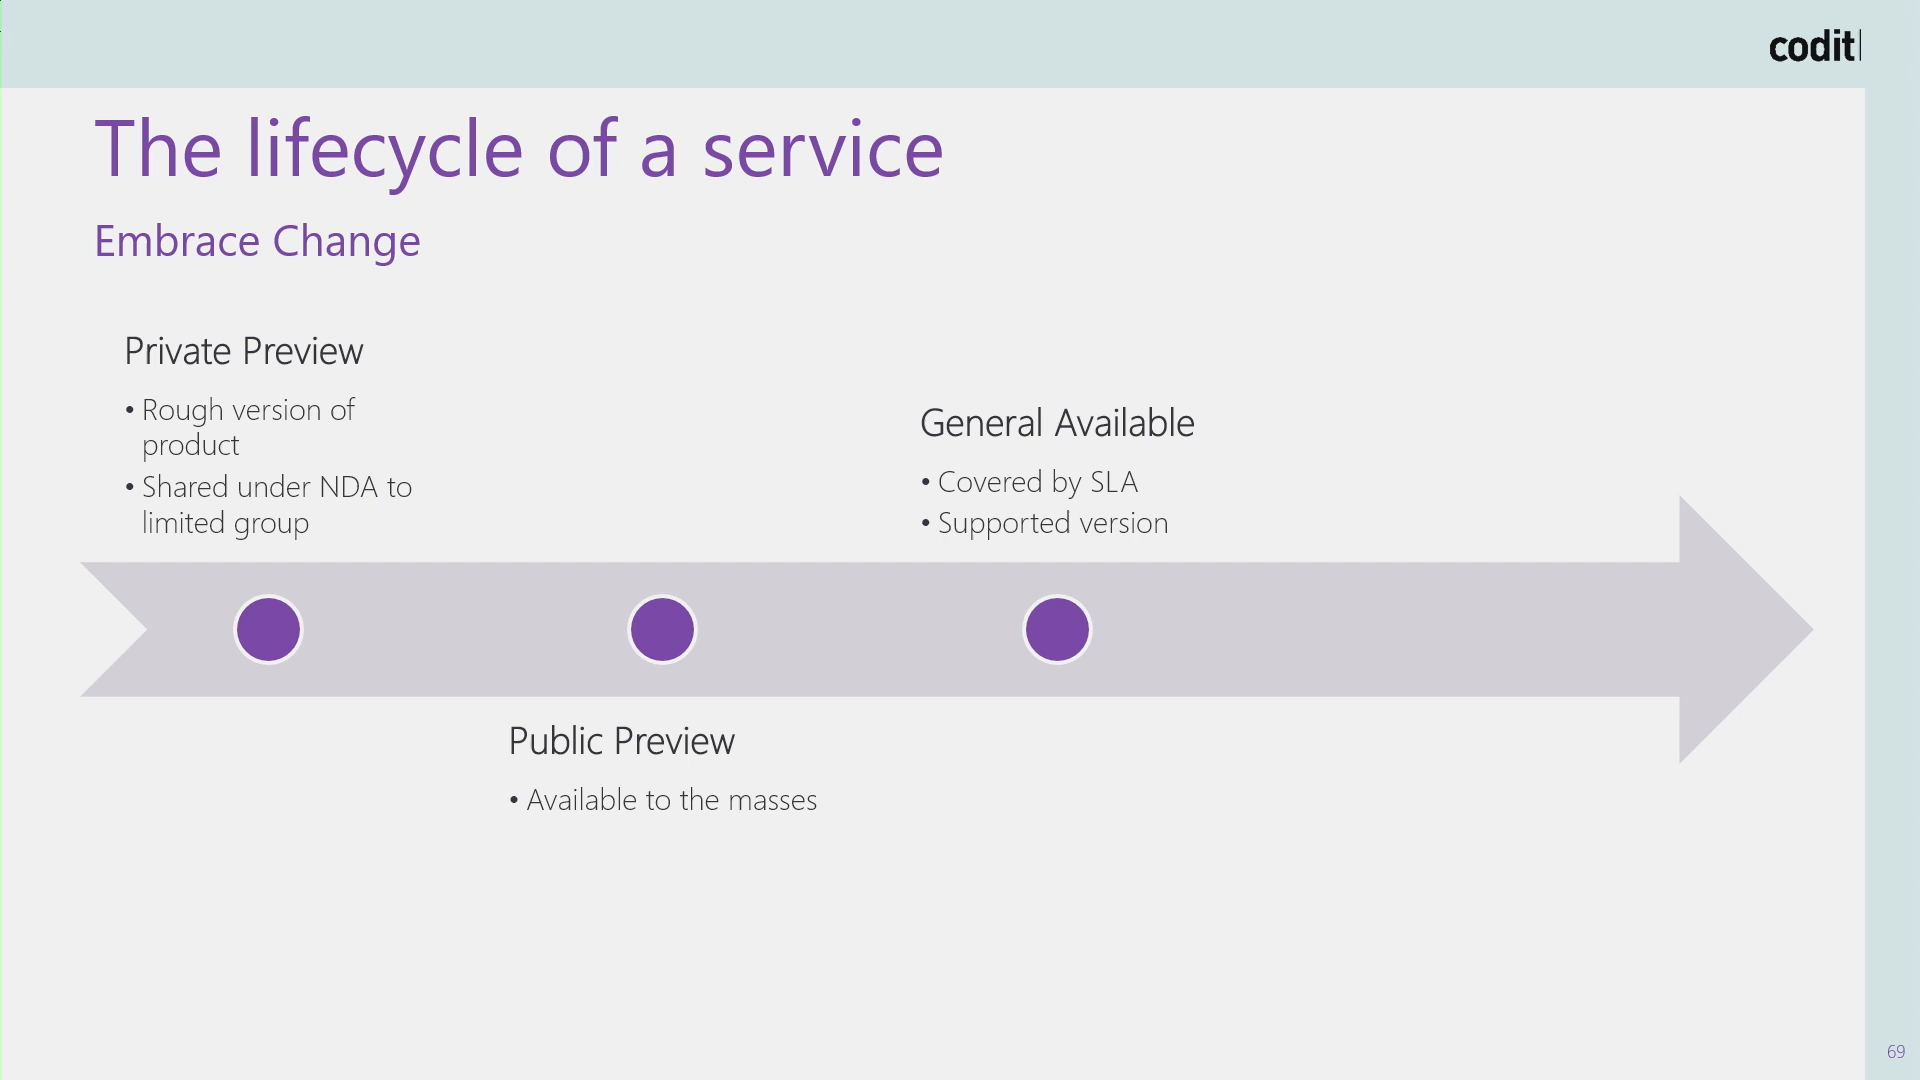 codit
The lifecycle of a service
Embrace Change
Private Preview
• Rough version of
product
• Shared under NDA to
limited group
General Available
• Covered by SLA
• Supported version
Public Preview
• Available to the masses
69